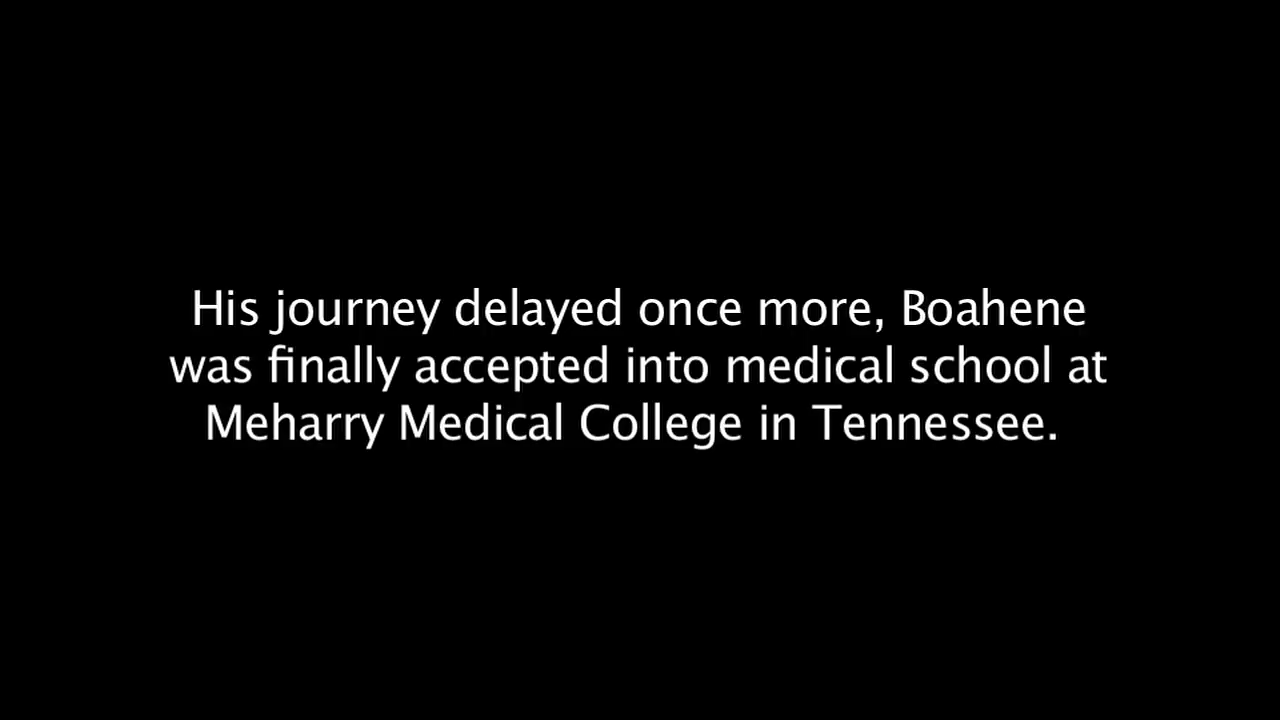 His journey delayed once more, Boahene
was finally accepted into medical school at
Meharry Medical College in Tennessee.